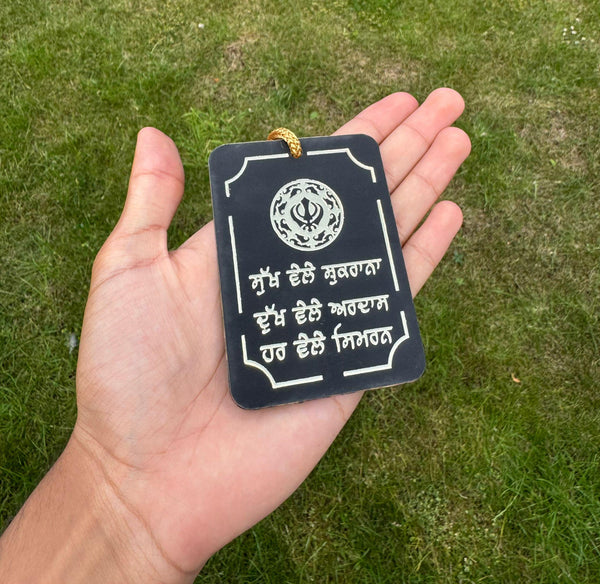 ਸੁੱਖ ਵੇਲੇ ਸ਼ੁਕਰਾਨਾ
ਦੁੱਖ ਵੇਲੇ ਅਰਦਾਸ
ਹਰ ਵੇਲੇ ਸਿਮਰਨ